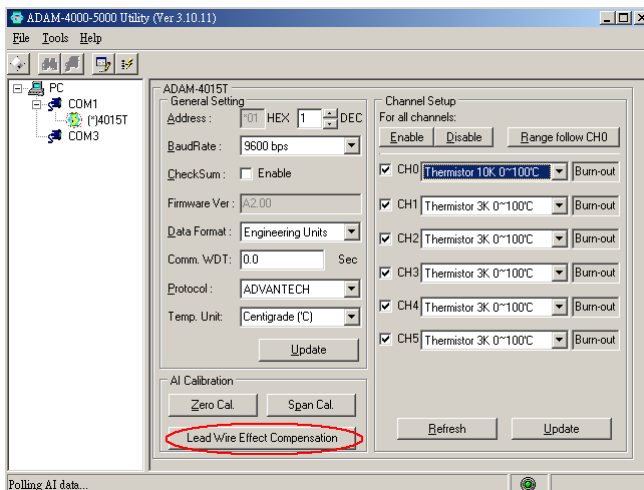 ADAM-4000-5000 Utility (Ver 3.10.11)
File Tools Help
PC
COM1
(*)4015T
COM3
ADAM-4015T
General Setting
Address: *01 HEX 1 DEC
BaudRate: 9600 bps
CheckSum: Enable
Firmware Ver: A2.00
Data Format: Engineering Units
Comm. WDT: 0.0 Sec
Protocol: ADVANTECH
Temp. Unit: Centigrade (°C)
Update
AI Calibration
Zero Cal. Span Cal.
Lead Wire Effect Compensation
Channel Setup
For all channels:
Enable Disable Range follow CH0
CH0 Thermistor 10K 0~100°C Burn-out
CH1 Thermistor 3K 0~100°C Burn-out
CH2 Thermistor 3K 0~100°C Burn-out
CH3 Thermistor 3K 0~100°C Burn-out
CH4 Thermistor 3K 0~100°C Burn-out
CH5 Thermistor 3K 0~100°C Burn-out
Refresh Update
Polling AI data...